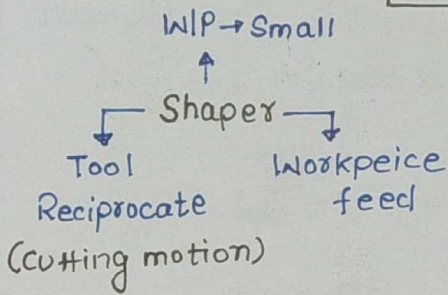 W/P → Small
Shaper
Tool
Reciprocate
(Cutting motion)
Workpeice
feed